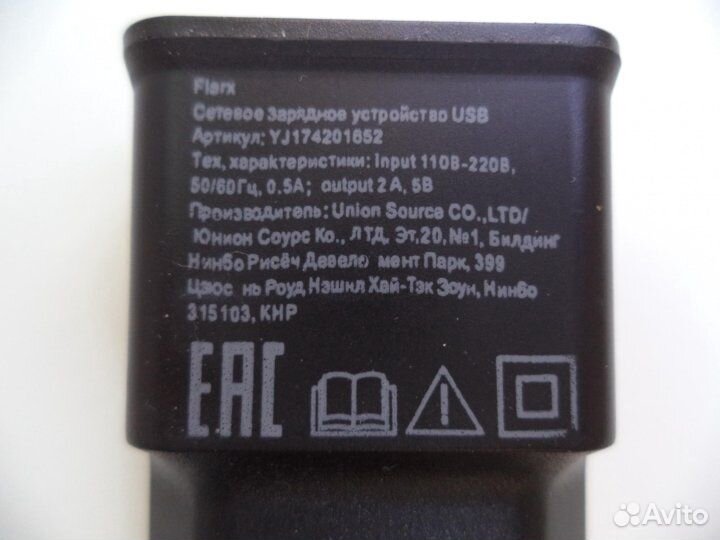 Flarx
Сетевое зарядное устройство USB
Артикул: YJ174201652
Тех, характеристики: Input 110В-220В,
50/60Гц, 0.5А; output 2 А, 5В
Производитель: Union Source CO.,LTD/
Юнион Соурс Ко., ЛТД, Эт,20, №1, Билдинг
Нинбо Рисёч Девело мент Парк, 399
Цзюс нь Роуд Нэшнл Хай-Тэк Зоун, Нинбо
315103, КНР
EAC
Avito